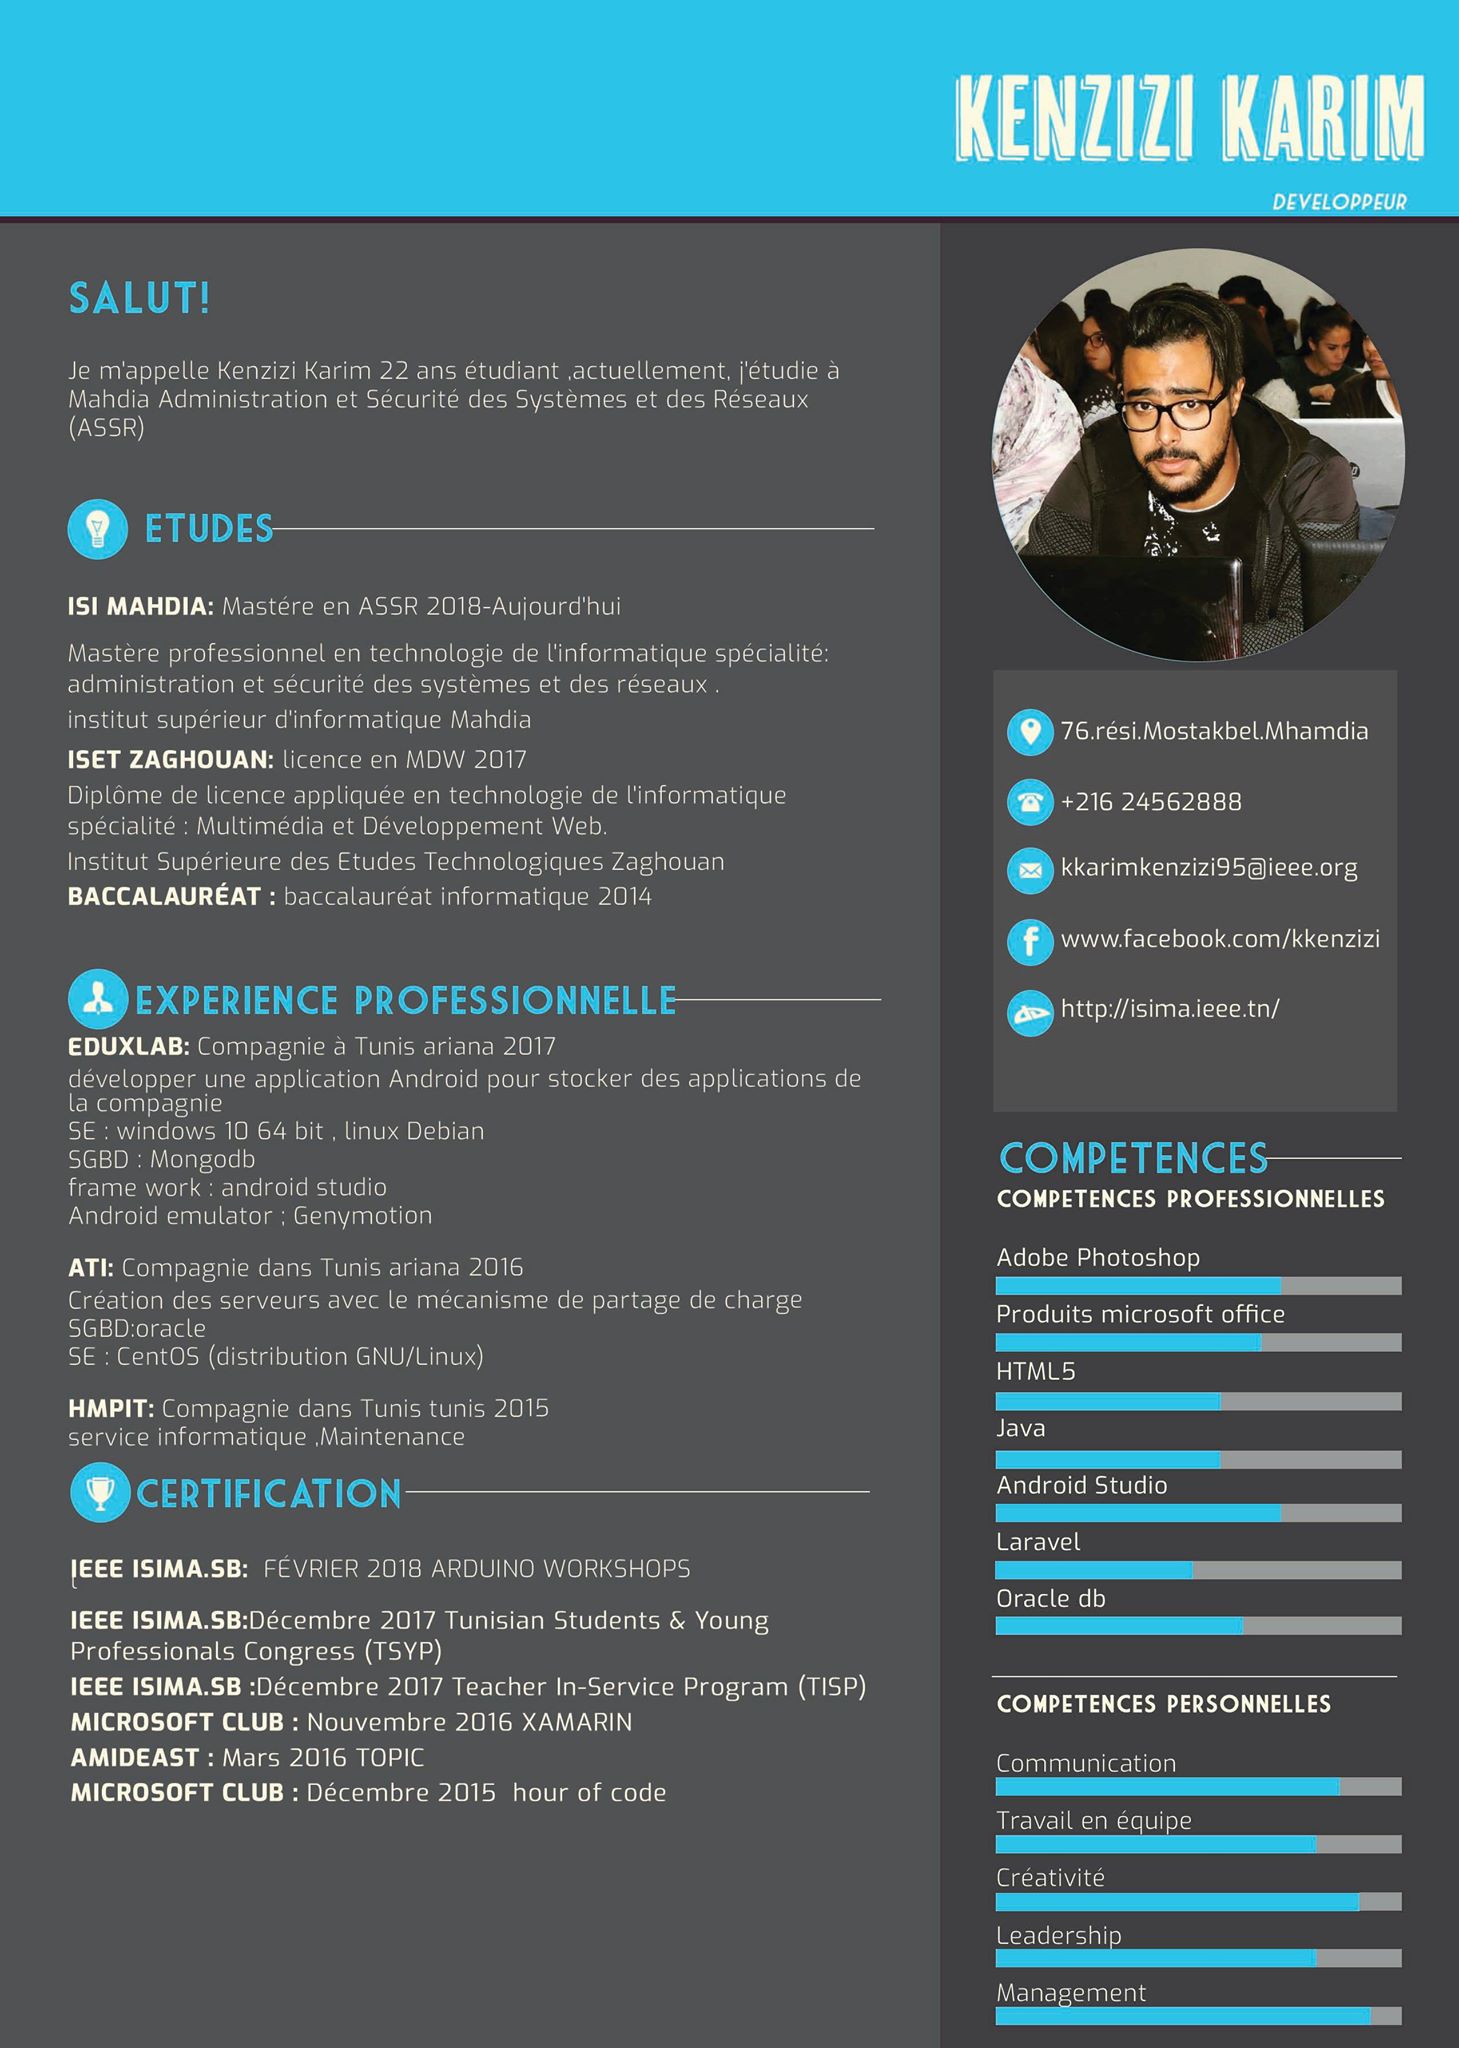 KENZIZI KARIM
DEVELOPPEUR
SALUT!
Je m'appelle Kenzizi Karim 22 ans étudiant ,actuellement, j'étudie à
Mahdia Administration et Sécurité des Systèmes et des Réseaux
(ASSR)
ETUDES
ISI MAHDIA: Mastére en ASSR 2018-Aujourd'hui
Mastère professionnel en technologie de l'informatique spécialité:
administration et sécurité des systèmes et des réseaux .
institut supérieur d'informatique Mahdia
ISET ZAGHOUAN: licence en MDW 2017
Diplôme de licence appliquée en technologie de l'informatique
spécialité : Multimédia et Développement Web.
Institut Supérieure des Etudes Technologiques Zaghouan
BACCALAURÉAT : baccalauréat informatique 2014
EXPERIENCE PROFESSIONNELLE
EDUXLAB: Compagnie à Tunis ariana 2017
développer une application Android pour stocker des applications de
la compagnie
SE : windows 10 64 bit , linux Debian
SGBD : Mongodb
frame work : android studio
Android emulator ; Genymotion
ATI: Compagnie dans Tunis ariana 2016
Création des serveurs avec le mécanisme de partage de charge
SGBD:oracle
SE : CentOS (distribution GNU/Linux)
HMPIT: Compagnie dans Tunis tunis 2015
service informatique ,Maintenance
CERTIFICATION
IEEE ISIMA.SB: FÉVRIER 2018 ARDUINO WORKSHOPS
IEEE ISIMA.SB:Décembre 2017 Tunisian Students & Young
Professionals Congress (TSYP)
IEEE ISIMA.SB :Décembre 2017 Teacher In-Service Program (TISP)
MICROSOFT CLUB : Nouvembre 2016 XAMARIN
AMIDEAST : Mars 2016 TOPIC
MICROSOFT CLUB : Décembre 2015 hour of code
76.rési.Mostakbel.Mhamdia
+216 24562888
kkarimkenzizi95@ieee.org
www.facebook.com/kkenzizi
http://isima.ieee.tn/
COMPETENCES
COMPETENCES PROFESSIONNELLES
Adobe Photoshop
Produits microsoft office
HTML5
Java
Android Studio
Laravel
Oracle db
COMPETENCES PERSONNELLES
Communication
Travail en équipe
Créativité
Leadership
Management